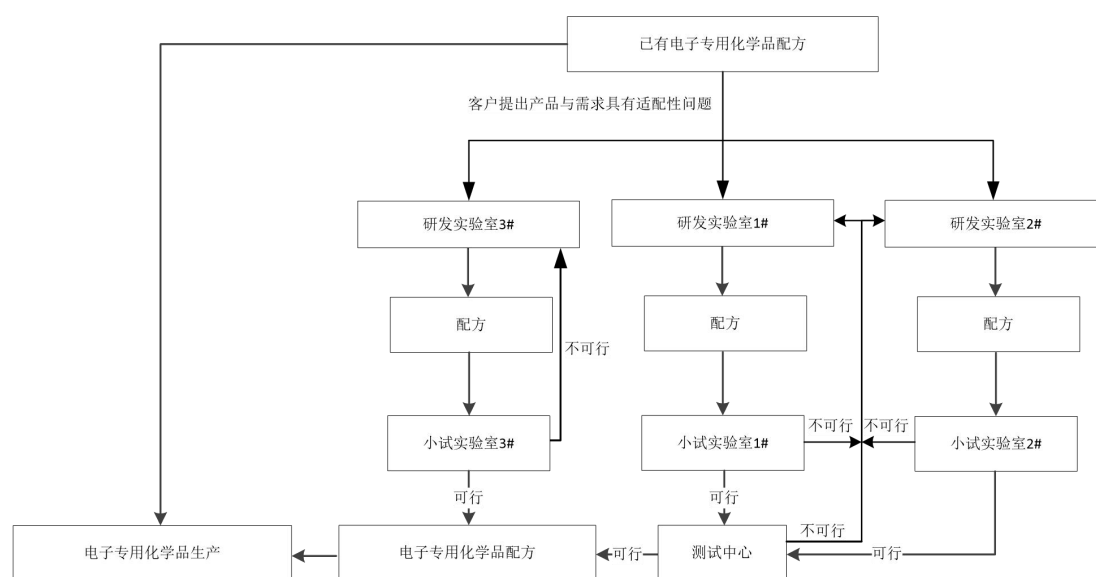 已有电子专用化学品配方
客户提出产品与需求具有适配性问题
研发实验室3#
研发实验室1#
研发实验室2#
配方
配方
配方
不可行
不可行
不可行
小试实验室3#
小试实验室1#
小试实验室2#
可行
可行
不可行
电子专用化学品生产
电子专用化学品配方
可行
测试中心
可行